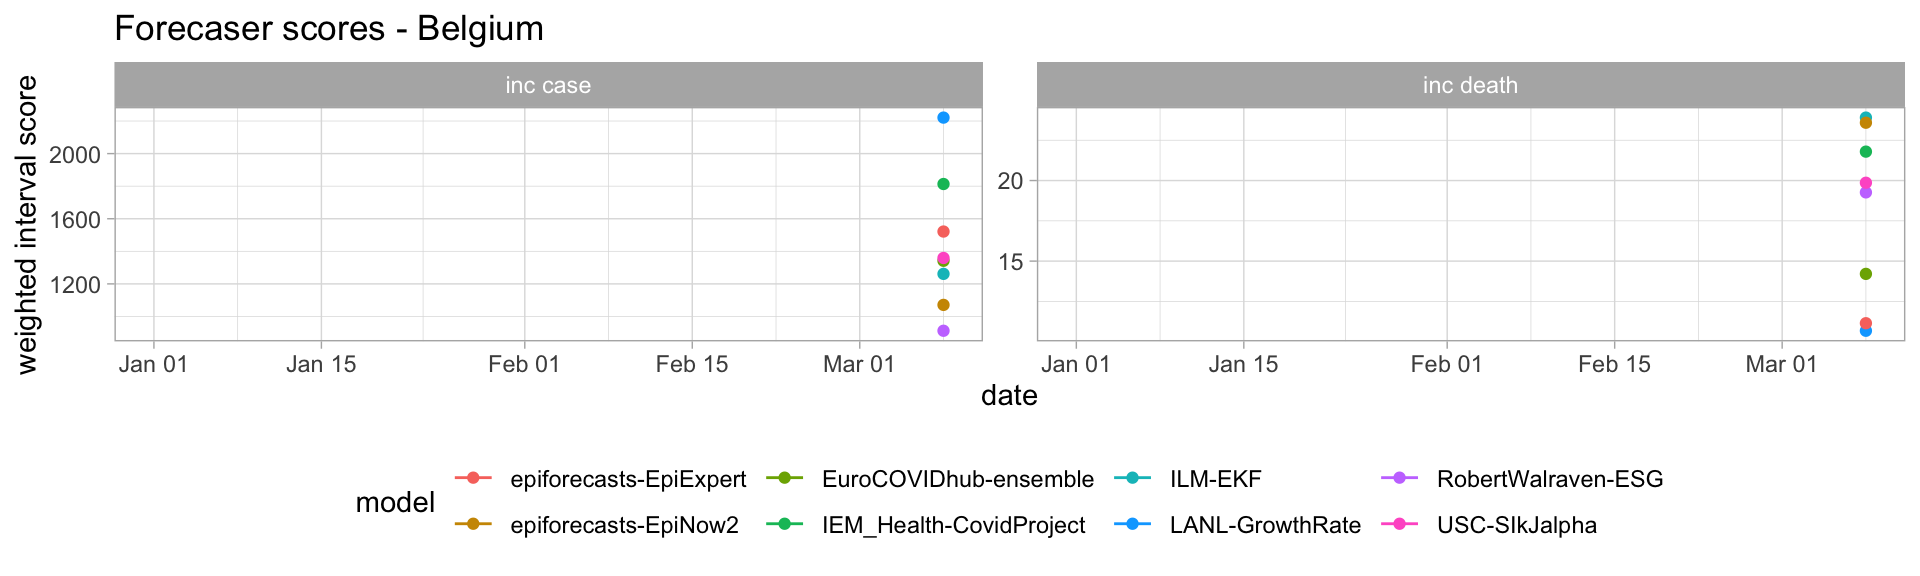 Forecaser scores - Belgium
inc case
inc death
weighted interval score
2000
1600
1200
20
15
Jan 01 Jan 15 Feb 01 Feb 15 Mar 01
Jan 01 Jan 15 Feb 01 Feb 15 Mar 01
date
model
epiforecasts-EpiExpert EuroCOVIDhub-ensemble ILM-EKF RobertWalraven-ESG
epiforecasts-EpiNow2 IEM_Health-CovidProject LANL-GrowthRate USC-SIkJalpha